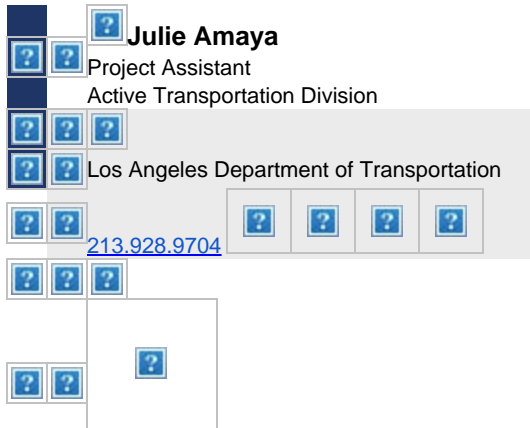 Julie Amaya
Project Assistant
Active Transportation Division
Los Angeles Department of Transportation
213.928.9704